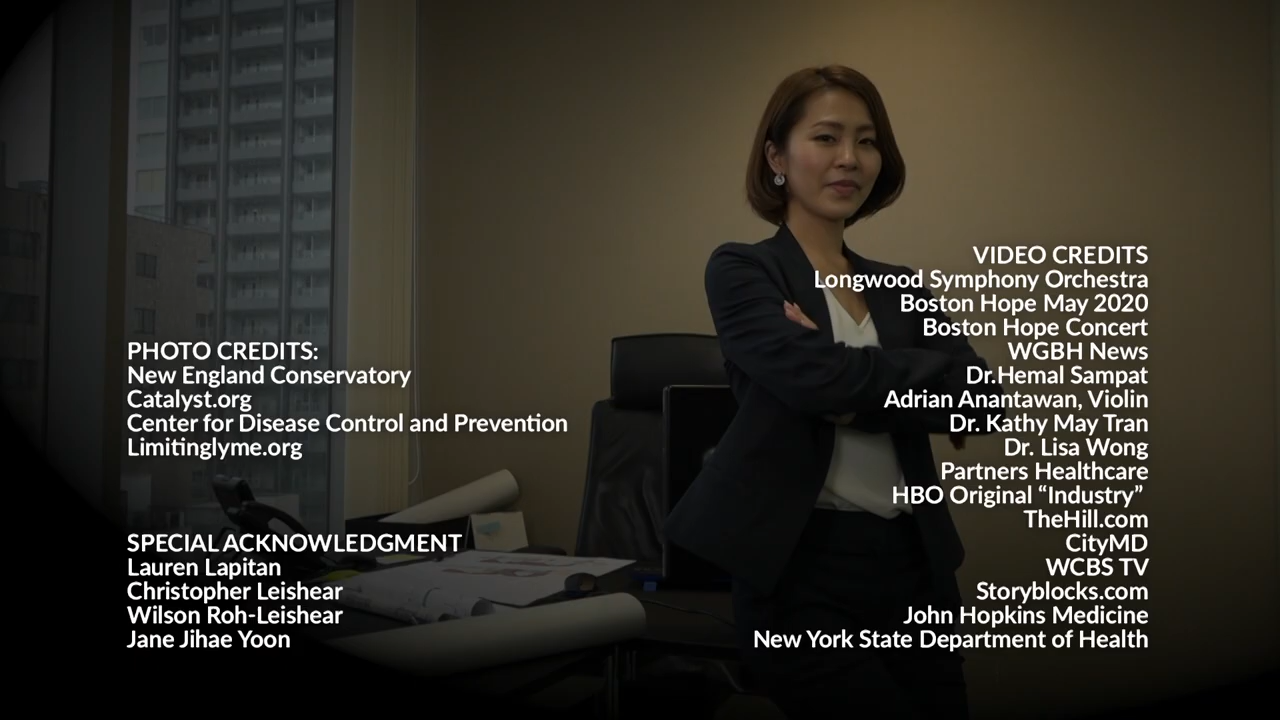 PHOTO CREDITS:
New England Conservatory
Catalyst.org
Center for Disease Control and Prevention
Limitinglyme.org
SPECIAL ACKNOWLEDGMENT
Lauren Lapitan
Christopher Leishear
Wilson Roh-Leishear
Jane Jihae Yoon
VIDEO CREDITS
Longwood Symphony Orchestra
Boston Hope May 2020
Boston Hope Concert
WGBH News
Dr.Hemal Sampat
Adrian Anantawan, Violin
Dr. Kathy May Tran
Dr. Lisa Wong
Partners Healthcare
HBO Original “Industry”
TheHill.com
CityMD
WCBS TV
Storyblocks.com
John Hopkins Medicine
New York State Department of Health